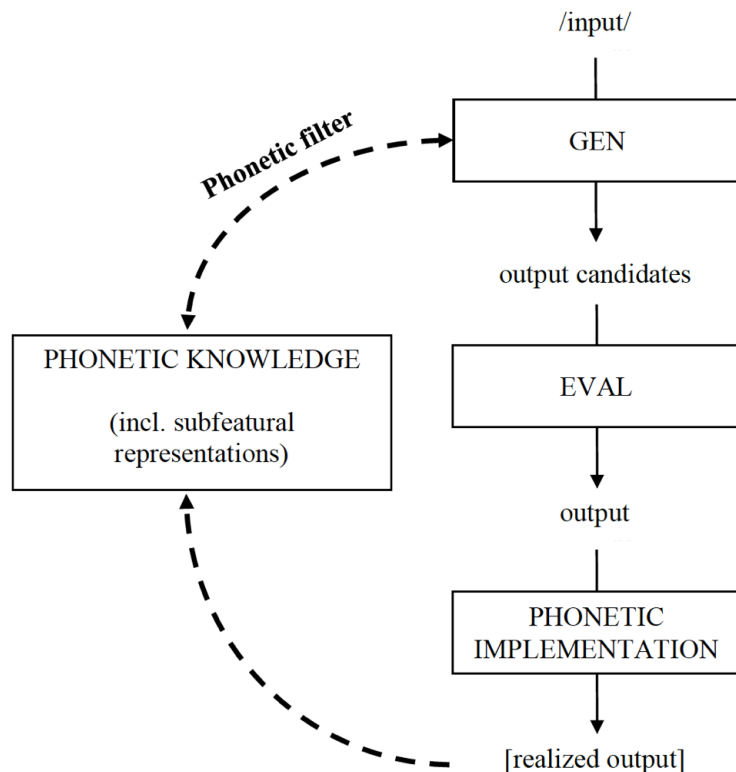 /input/
Phonetic filter
GEN
output candidates
PHONETIC KNOWLEDGE
(incl. subfeatural
representations)
EVAL
output
PHONETIC
IMPLEMENTATION
[realized output]